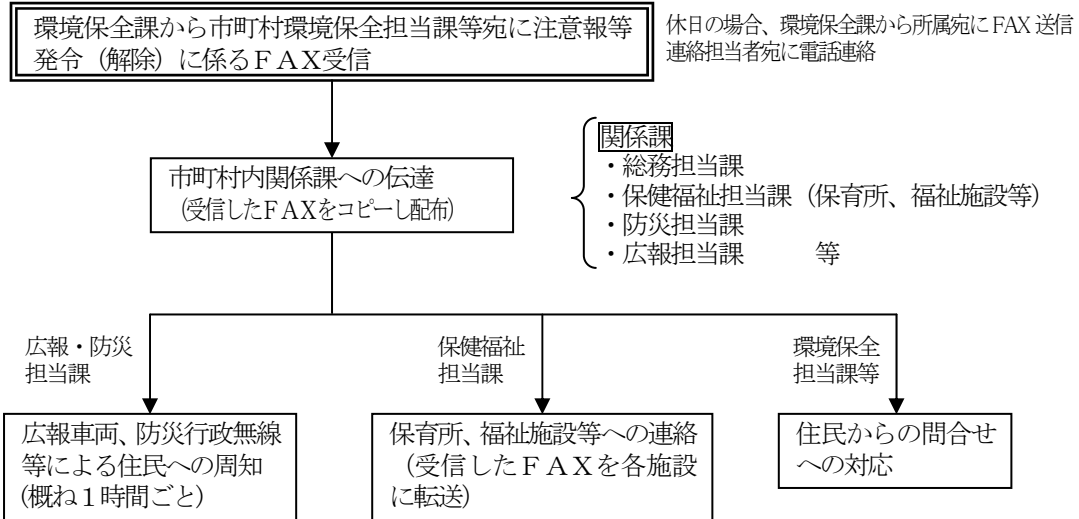 環境保全課から市町村環境保全担当課等宛に注意報等
発令（解除）に係るＦＡＸ受信
休日の場合、環境保全課から所属宛にFAX送信
連絡担当者宛に電話連絡
市町村内関係課への伝達
（受信したＦＡＸをコピーし配布）
関係課
・総務担当課
・保健福祉担当課（保育所、福祉施設等）
・防災担当課
・広報担当課　　　等
広報・防災
担当課
保健福祉
担当課
環境保全
担当課等
広報車両、防災行政無線
等による住民への周知
（概ね１時間ごと）
保育所、福祉施設等への連絡
（受信したＦＡＸを各施設
に転送）
住民からの問合せ
への対応